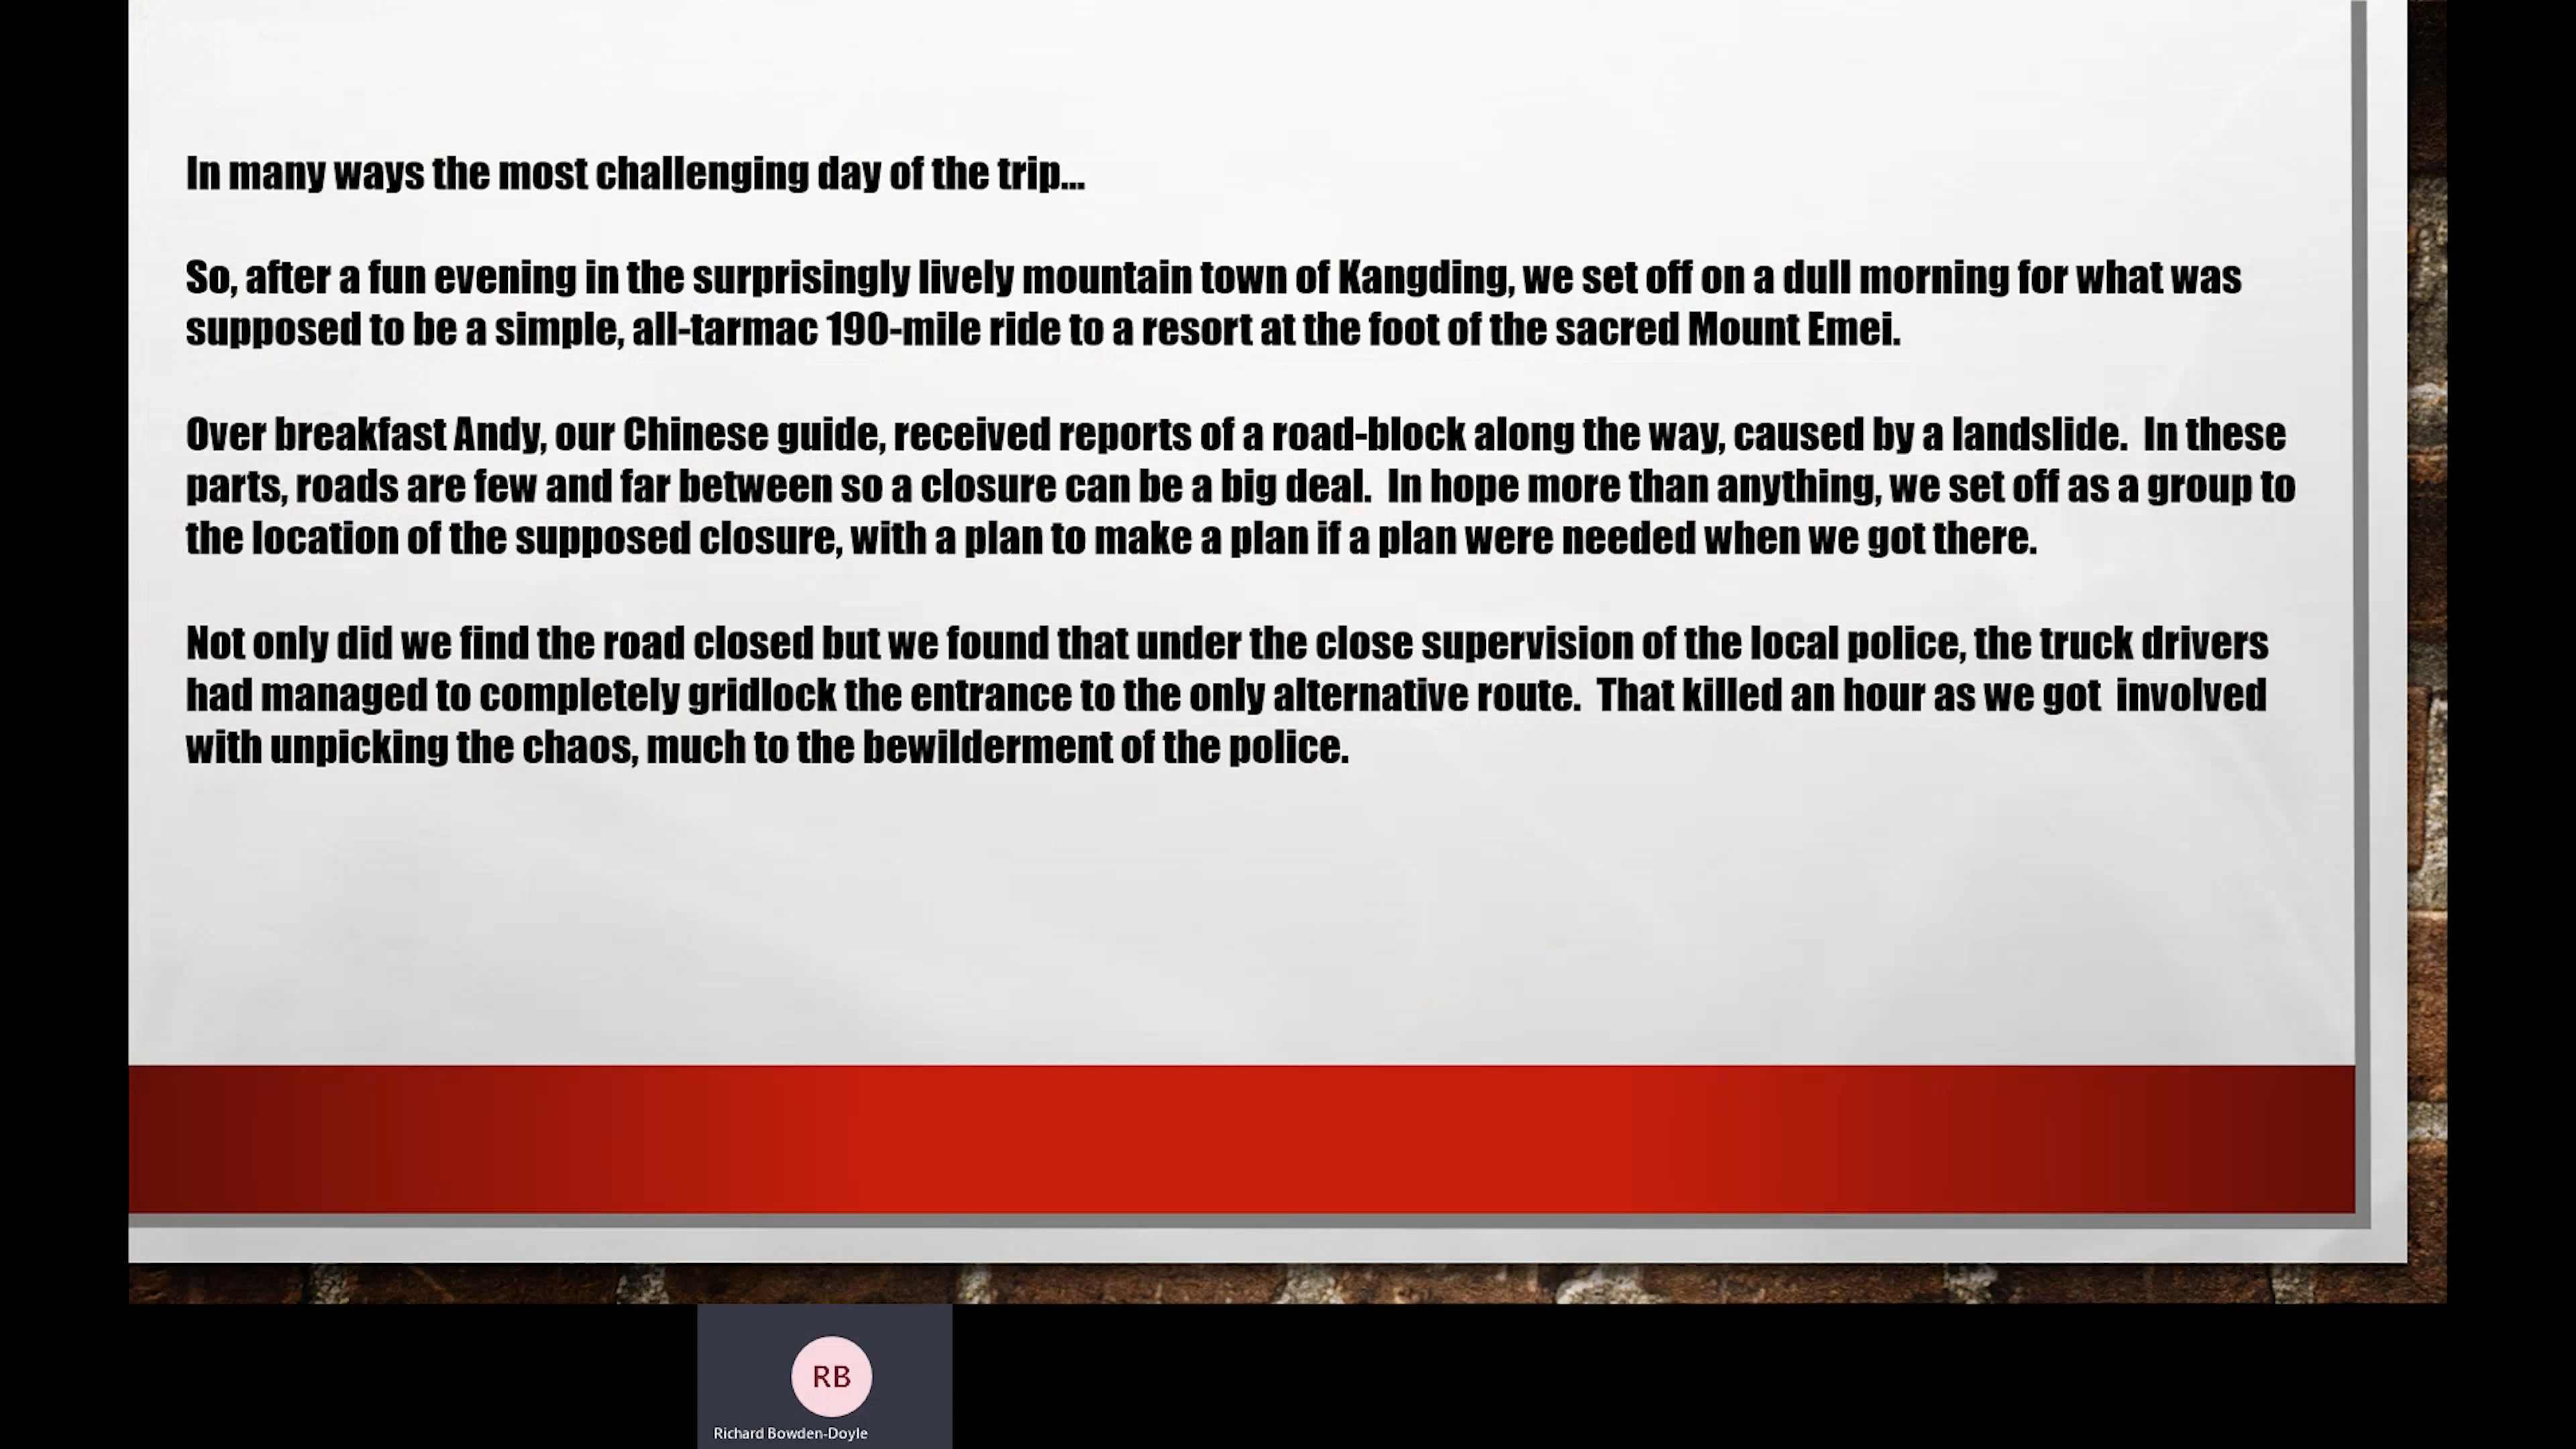 In many ways the most challenging day of the trip...
So, after a fun evening in the surprisingly lively mountain town of Kangding, we set off on a dull morning for what was
supposed to be a simple, all-tarmac 190-mile ride to a resort at the foot of the sacred Mount Emei.
Over breakfast Andy, our Chinese guide, received reports of a road-block along the way, caused by a landslide.  In these
parts, roads are few and far between so a closure can be a big deal.  In hope more than anything, we set off as a group to
the location of the supposed closure, with a plan to make a plan if a plan were needed when we got there.
Not only did we find the road closed but we found that under the close supervision of the local police, the truck drivers
had managed to completely gridlock the entrance to the only alternative route.  That killed an hour as we got  involved
with unpicking the chaos, much to the bewilderment of the police.
RB
Richard Bowden-Doyle